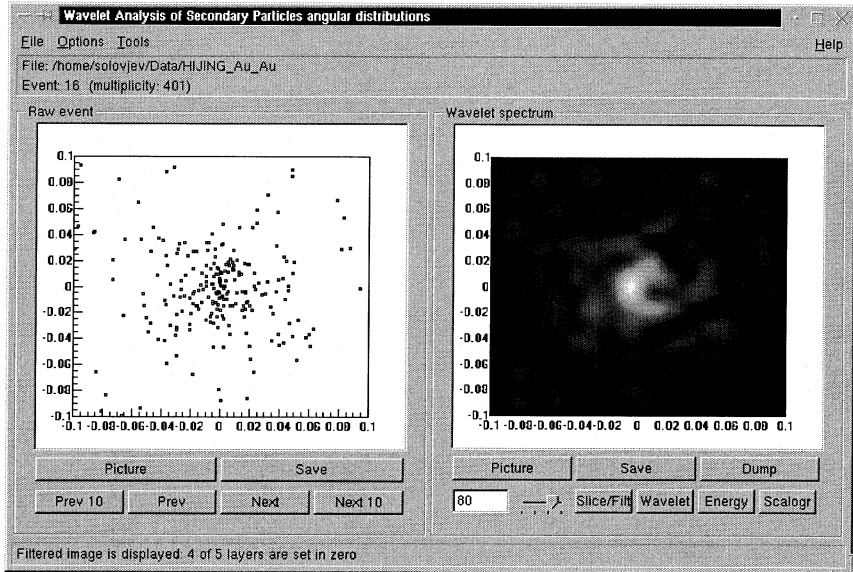 Wavelet Analysis of Secondary Particles angular distributions
File Options Tools Help
File: /home/solovjev/Data/HIJING_Au_Au
Event: 16 (multiplicity: 401)
Raw event
0.1
0.08
0.06
0.04
0.02
0
-0.02
-0.04
-0.06
-0.08
-0.1
-0.1 -0.08-0.06-0.04-0.02 0 0.02 0.04 0.06 0.08 0.1
Picture Save
Prev 10 Prev Next Next 10
Wavelet spectrum
0.1
0.08
0.06
0.04
0.02
0
-0.02
-0.04
-0.06
-0.08
-0.1
-0.1 -0.08-0.06-0.04-0.02 0 0.02 0.04 0.06 0.08 0.1
Picture Save Dump
80 Slice/Filt Wavelet Energy Scalogr
Filtered image is displayed: 4 of 5 layers are set in zero